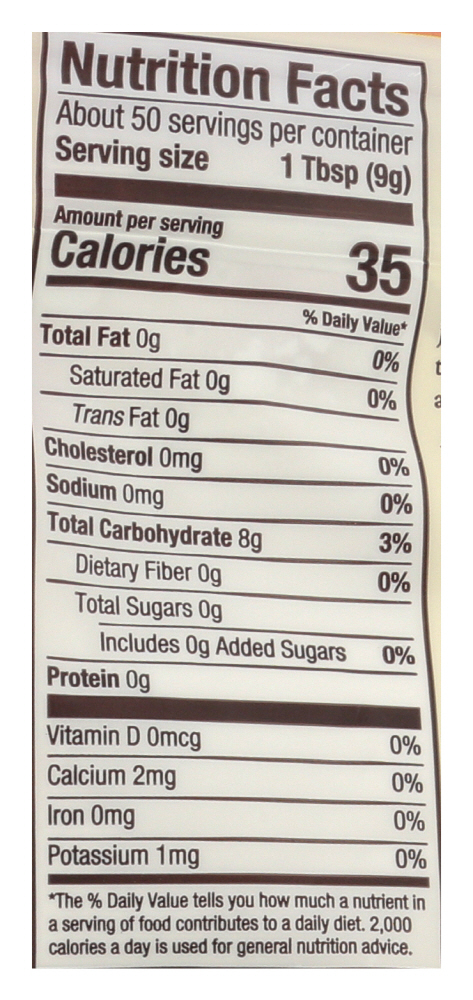 Nutrition Facts
About 50 servings per container
Serving size 1 Tbsp (9g)
Amount per serving
Calories 35
% Daily Value*
Total Fat 0g 0%
Saturated Fat 0g 0%
Trans Fat 0g
Cholesterol 0mg 0%
Sodium 0mg 0%
Total Carbohydrate 8g 3%
Dietary Fiber 0g 0%
Total Sugars 0g
Includes 0g Added Sugars 0%
Protein 0g
Vitamin D 0mcg 0%
Calcium 2mg 0%
Iron 0mg 0%
Potassium 1mg 0%
*The % Daily Value tells you how much a nutrient in
a serving of food contributes to a daily diet. 2,000
calories a day is used for general nutrition advice.